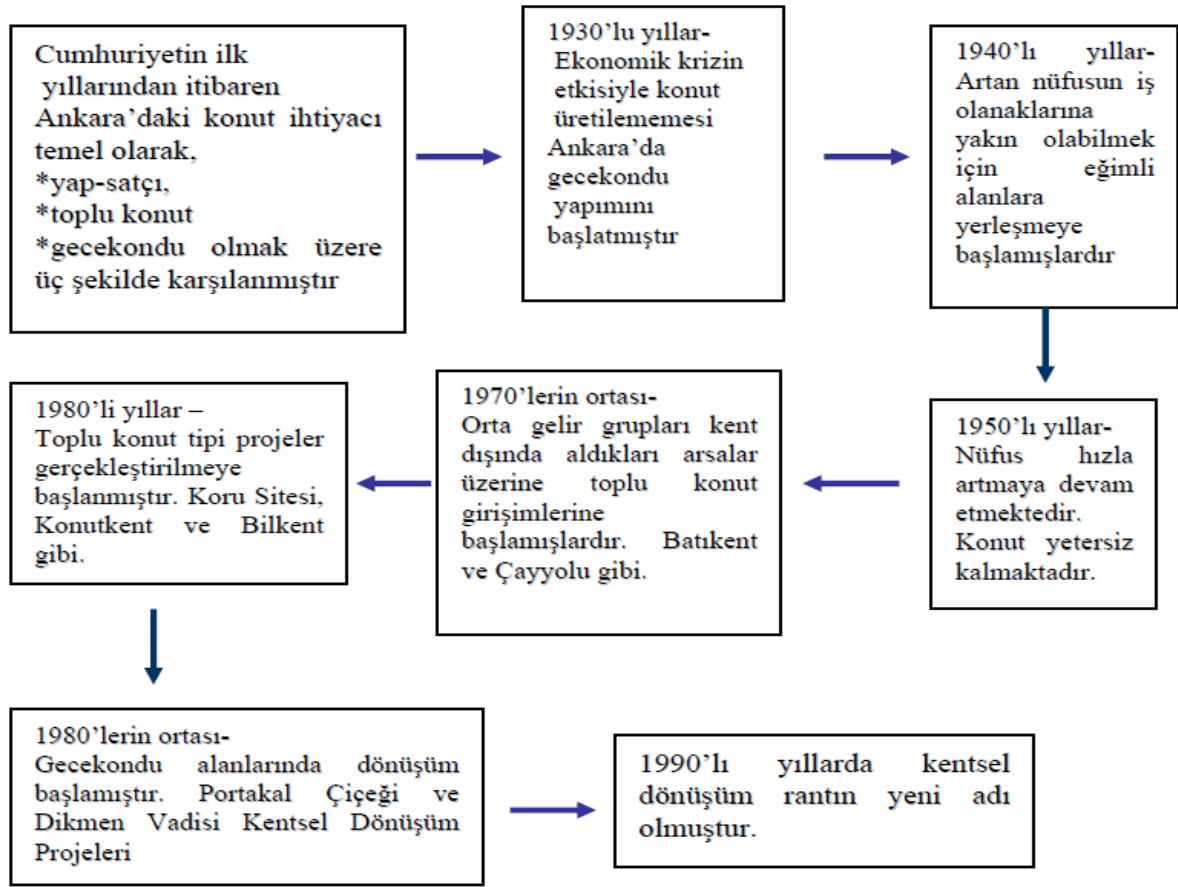 Cumhuriyetin ilk
yıllarından itibaren
Ankara’daki konut ihtiyacı
temel olarak,
*yap-satçı,
*toplu konut
*gecekondu olmak üzere
üç şekilde karşılanmıştır
1930’lu yıllar-
Ekonomik krizin
etkisiyle konut
üretilememesi
Ankara’da
gecekondu
yapımını
başlatmıştır
1940’lı yıllar-
Artan nüfusun iş
olanaklarına
yakın olabilmek
için eğimli
alanlara
yerleşmeye
başlamışlardır
1950’lı yıllar-
Nüfus hızla
artmaya devam
etmektedir.
Konut yetersiz
kalmaktadır.
1970’lerin ortası-
Orta gelir grupları kent
dışında aldıkları arsalar
üzerine toplu konut
girişimlerine
başlamışlardır. Batıkent
ve Çayyolu gibi.
1980’li yıllar –
Toplu konut tipi projeler
gerçekleştirilmeye
başlanmıştır. Koru Sitesi,
Konutkent ve Bilkent
gibi.
1980’lerin ortası-
Gecekondu alanlarında dönüşüm
başlamıştır. Portakal Çiçeği ve
Dikmen Vadisi Kentsel Dönüşüm
Projeleri
1990’lı yıllarda kentsel
dönüşüm rantın yeni adı
olmuştur.